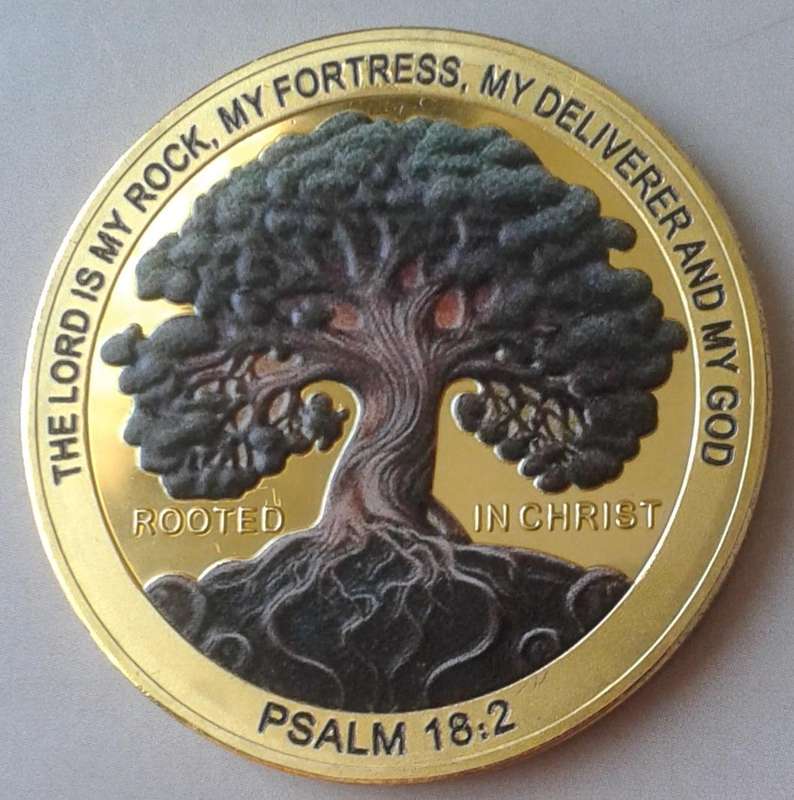 THE LORD IS MY ROCK, MY FORTRESS, MY DELIVERER AND MY GOD
ROOTED IN CHRIST
PSALM 18:2